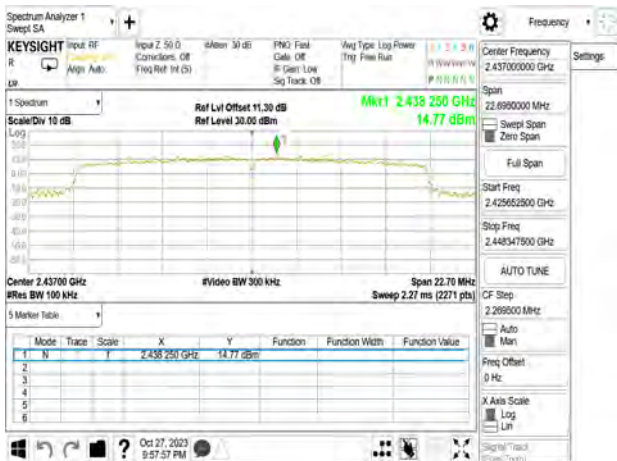 Spectrum Analyzer 1
Swept SA
Frequency
KEYSIGHT
Input: RF
Input Z: 50 Ω
#Atten: 30 dB
PNO: Fast
Avg Type: Log Power
Corrections: Off
Gate: Off
Trig: Free Run
R
Align: Auto
Freq Ref: Int (S)
IF Gain: Low
Sig Track: Off
Settings
Center Frequency
2.437000000 GHz
Span
22.6950000 MHz
Swept Span
Zero Span
Full Span
Start Freq
2.425652500 GHz
Stop Freq
2.448347500 GHz
AUTO TUNE
CF Step
2.269500 MHz
Auto
Man
Freq Offset
0 Hz
X Axis Scale
Log
Lin
Signal Track
1 Spectrum
Ref Lvl Offset 11.30 dB
Mkr1 2.438 250 GHz
Scale/Div 10 dB
Ref Level 30.00 dBm
14.77 dBm
Log
Center 2.43700 GHz
#Video BW 300 kHz
Span 22.70 MHz
#Res BW 100 kHz
Sweep 2.27 ms (2271 pts)
5 Marker Table
Mode Trace Scale X Y Function Function Width Function Value
1 N f 2.438 250 GHz 14.77 dBm
2
3
4
5
6
?
Oct 27, 2023
9:57:57 PM